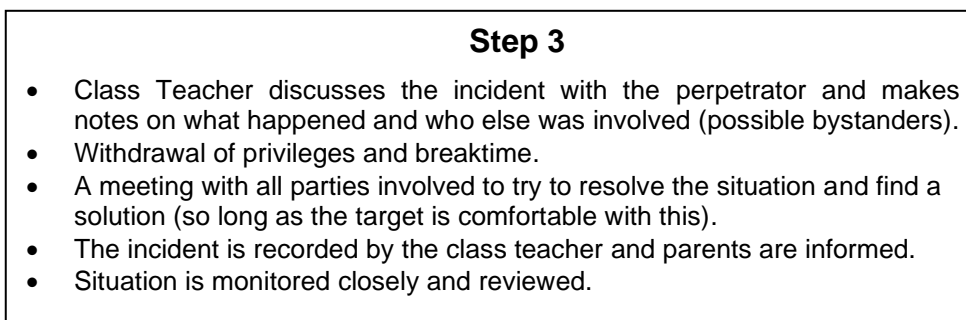 Step 3
• Class Teacher discusses the incident with the perpetrator and makes
notes on what happened and who else was involved (possible bystanders).
• Withdrawal of privileges and breaktime.
• A meeting with all parties involved to try to resolve the situation and find a
solution (so long as the target is comfortable with this).
• The incident is recorded by the class teacher and parents are informed.
• Situation is monitored closely and reviewed.